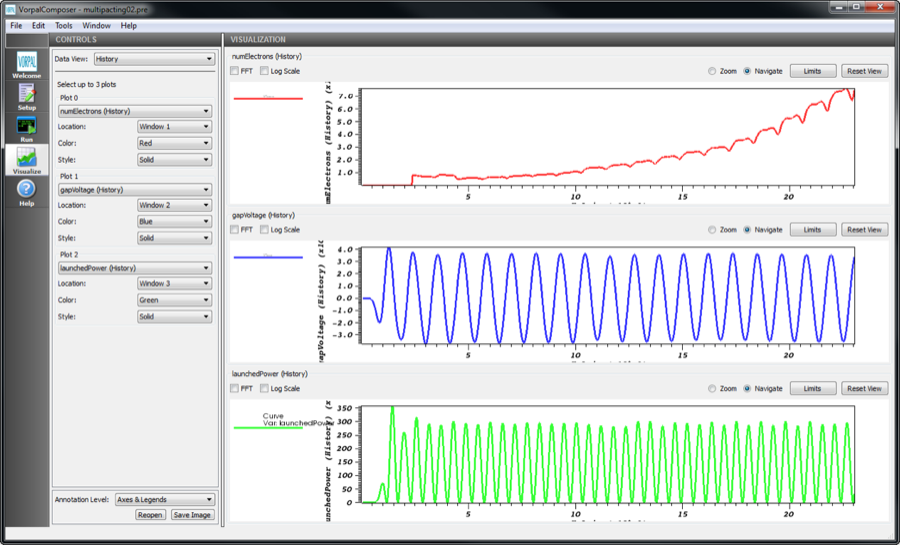 VorpalComposer - multipacting02.pre
File Edit Tools Window Help
CONTROLS
VISUALIZATION
VORPAL
Welcome
Setup
Run
Visualize
Help
Data View: History
Select up to 3 plots
Plot 0
numElectrons (History)
Location: Window 1
Color: Red
Style: Solid
Plot 1
gapVoltage (History)
Location: Window 2
Color: Blue
Style: Solid
Plot 2
launchedPower (History)
Location: Window 3
Color: Green
Style: Solid
Annotation Level: Axes & Legends
Reopen Save Image
numElectrons (History)
FFT Log Scale Zoom Navigate Limits Reset View
umElectrons (History) (x1
7.0
6.0
5.0
4.0
3.0
2.0
1.0
5 10 15 20
gapVoltage (History)
FFT Log Scale Zoom Navigate Limits Reset View
apVoltage (History) (x10
4.0
3.0
2.0
1.0
0.0
-1.0
-2.0
-3.0
5 10 15 20
launchedPower (History)
FFT Log Scale Zoom Navigate Limits Reset View
Curve
Var: launchedPow
unchedPower (History) (x
350
300
250
200
150
100
50
0
5 10 15 20